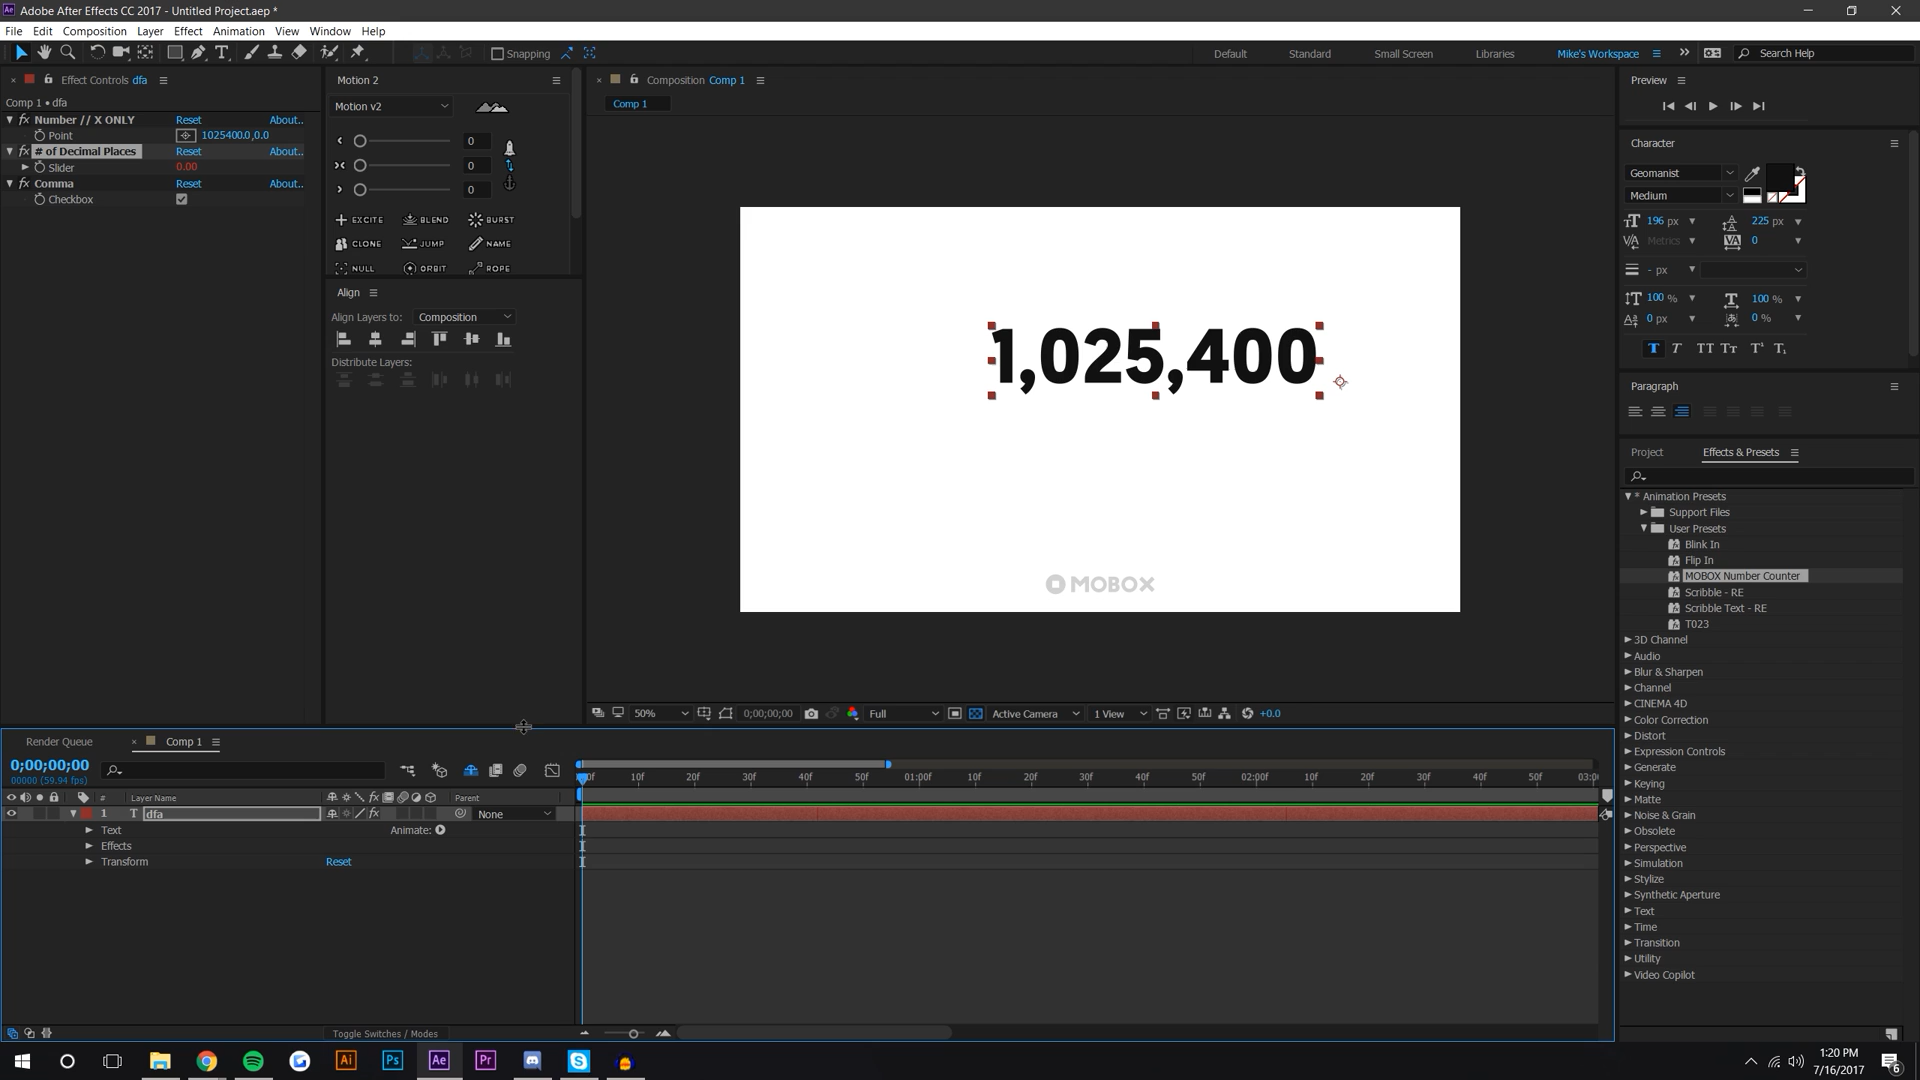 Adobe After Effects CC 2017 - Untitled Project.aep *
File Edit Composition Layer Effect Animation View Window Help
Snapping
Default Standard Small Screen Libraries Mike's Workspace Search Help
Effect Controls dfa
Comp 1 • dfa
Number // X ONLY Reset About..
Point 1025400.0,0.0
# of Decimal Places Reset About..
Slider 0.00
Comma Reset About..
Checkbox
Motion 2
Motion v2
0
0
0
EXCITE BLEND BURST
CLONE JUMP NAME
NULL ORBIT ROPE
Align
Align Layers to: Composition
Distribute Layers:
Composition Comp 1
Comp 1
1,025,400
MOBOX
50% 0;00;00;00 Full Active Camera 1 View +0.0
Preview
Character
Geomanist
Medium
196 px 225 px
Metrics 0
- px
100 % 100 %
0 px 0 %
Paragraph
Project Effects & Presets
* Animation Presets
Support Files
User Presets
Blink In
Flip In
MOBOX Number Counter
Scribble - RE
Scribble Text - RE
T023
3D Channel
Audio
Blur & Sharpen
Channel
CINEMA 4D
Color Correction
Distort
Expression Controls
Generate
Keying
Matte
Noise & Grain
Obsolete
Perspective
Simulation
Stylize
Synthetic Aperture
Text
Time
Transition
Utility
Video Copilot
Render Queue Comp 1
0;00;00;00
00000 (59.94 fps)
10f 20f 30f 40f 50f 01:00f 10f 20f 30f 40f 50f 02:00f 10f 20f 30f 40f 50f
# Layer Name Parent
1 T dfa None
Text Animate:
Effects
Transform Reset
Toggle Switches / Modes
Ai Ps Ae Pr
1:20 PM
7/16/2017
6